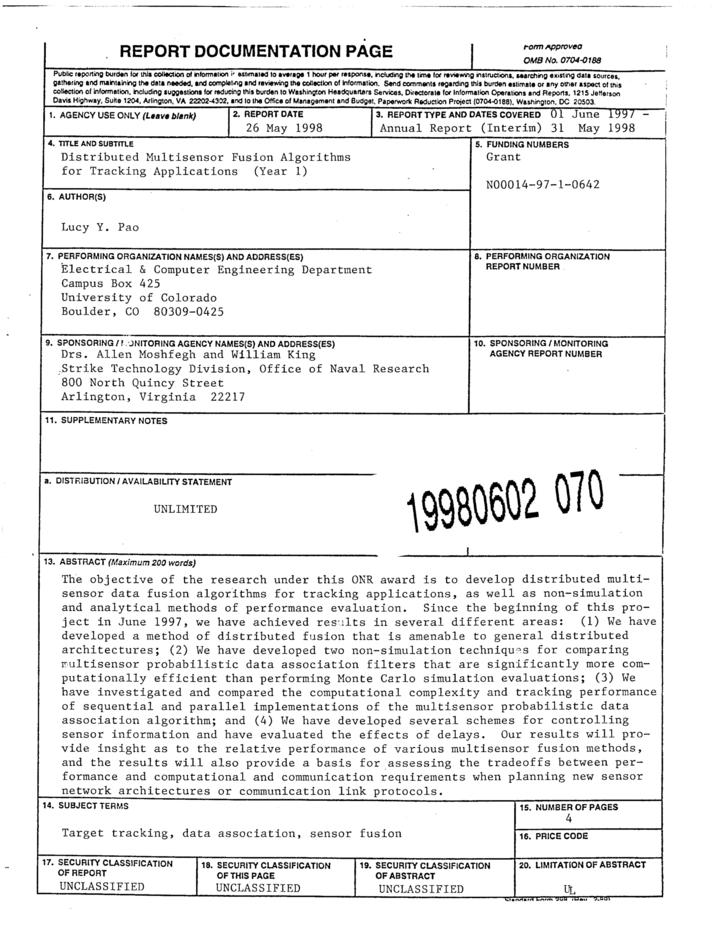 REPORT DOCUMENTATION PAGE
Form Approved
OMB No. 0704-0188
Public reporting burden for this collection of information is estimated to average 1 hour per response, including the time for reviewing instructions, searching existing data sources,
gathering and maintaining the data needed, and completing and reviewing the collection of information. Send comments regarding this burden estimate or any other aspect of this
collection of information, including suggestions for reducing this burden to Washington Headquarters Services, Directorate for Information Operations and Reports, 1215 Jefferson
Davis Highway, Suite 1204, Arlington, VA 22202-4302, and to the Office of Management and Budget, Paperwork Reduction Project (0704-0188), Washington, DC 20503.
1. AGENCY USE ONLY (Leave blank)
2. REPORT DATE
26 May 1998
3. REPORT TYPE AND DATES COVERED 01 June 1997 -
Annual Report (Interim) 31 May 1998
4. TITLE AND SUBTITLE
Distributed Multisensor Fusion Algorithms
for Tracking Applications (Year 1)
5. FUNDING NUMBERS
Grant
N00014-97-1-0642
6. AUTHOR(S)
Lucy Y. Pao
7. PERFORMING ORGANIZATION NAMES(S) AND ADDRESS(ES)
Electrical & Computer Engineering Department
Campus Box 425
University of Colorado
Boulder, CO 80309-0425
8. PERFORMING ORGANIZATION
REPORT NUMBER
9. SPONSORING / MONITORING AGENCY NAMES(S) AND ADDRESS(ES)
Drs. Allen Moshfegh and William King
Strike Technology Division, Office of Naval Research
800 North Quincy Street
Arlington, Virginia 22217
10. SPONSORING / MONITORING
AGENCY REPORT NUMBER
11. SUPPLEMENTARY NOTES
a. DISTRIBUTION / AVAILABILITY STATEMENT
UNLIMITED
19980602 070
13. ABSTRACT (Maximum 200 words)
The objective of the research under this ONR award is to develop distributed multi-
sensor data fusion algorithms for tracking applications, as well as non-simulation
and analytical methods of performance evaluation. Since the beginning of this pro-
ject in June 1997, we have achieved results in several different areas: (1) We have
developed a method of distributed fusion that is amenable to general distributed
architectures; (2) We have developed two non-simulation techniques for comparing
multisensor probabilistic data association filters that are significantly more com-
putationally efficient than performing Monte Carlo simulation evaluations; (3) We
have investigated and compared the computational complexity and tracking performance
of sequential and parallel implementations of the multisensor probabilistic data
association algorithm; and (4) We have developed several schemes for controlling
sensor information and have evaluated the effects of delays. Our results will pro-
vide insight as to the relative performance of various multisensor fusion methods,
and the results will also provide a basis for assessing the tradeoffs between per-
formance and computational and communication requirements when planning new sensor
network architectures or communication link protocols.
14. SUBJECT TERMS
Target tracking, data association, sensor fusion
15. NUMBER OF PAGES
4
16. PRICE CODE
17. SECURITY CLASSIFICATION
OF REPORT
UNCLASSIFIED
18. SECURITY CLASSIFICATION
OF THIS PAGE
UNCLASSIFIED
19. SECURITY CLASSIFICATION
OF ABSTRACT
UNCLASSIFIED
20. LIMITATION OF ABSTRACT
UL